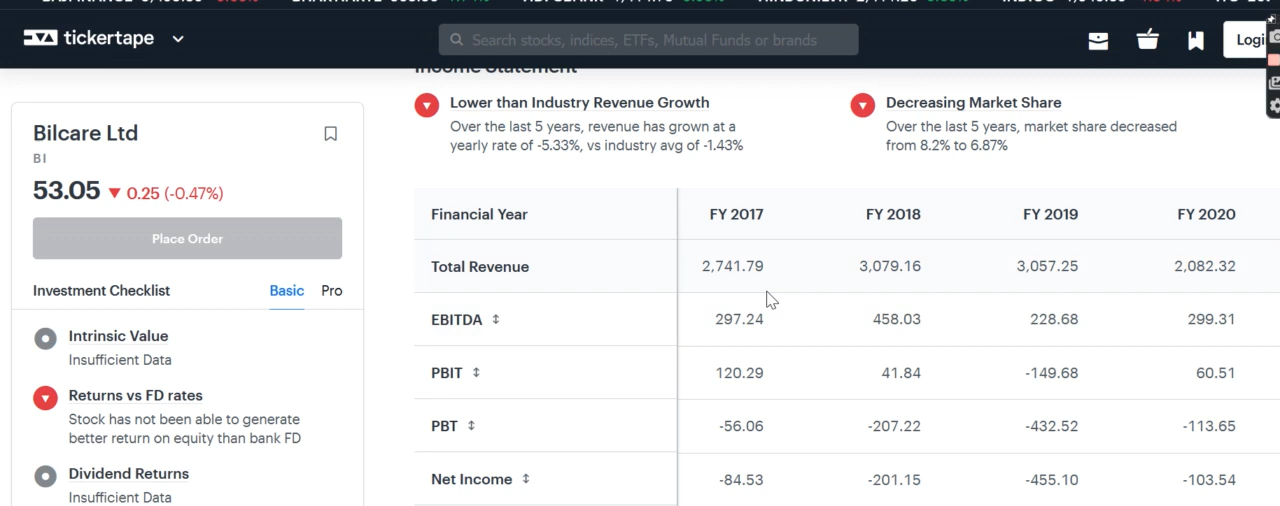 tickertape
Search stocks, indices, ETFs, Mutual Funds or brands
Income Statement
Lower than Industry Revenue Growth
Over the last 5 years, revenue has grown at a
yearly rate of -5.33%, vs industry avg of -1.43%
Decreasing Market Share
Over the last 5 years, market share decreased
from 8.2% to 6.87%
Bilcare Ltd
BI
53.05 ▼ 0.25 (-0.47%)
Place Order
Investment Checklist Basic Pro
Intrinsic Value
Insufficient Data
Returns vs FD rates
Stock has not been able to generate
better return on equity than bank FD
Dividend Returns
Insufficient Data
Financial Year FY 2017 FY 2018 FY 2019 FY 2020
Total Revenue 2,741.79 3,079.16 3,057.25 2,082.32
EBITDA 297.24 458.03 228.68 299.31
PBIT 120.29 41.84 -149.68 60.51
PBT -56.06 -207.22 -432.52 -113.65
Net Income -84.53 -201.15 -455.10 -103.54